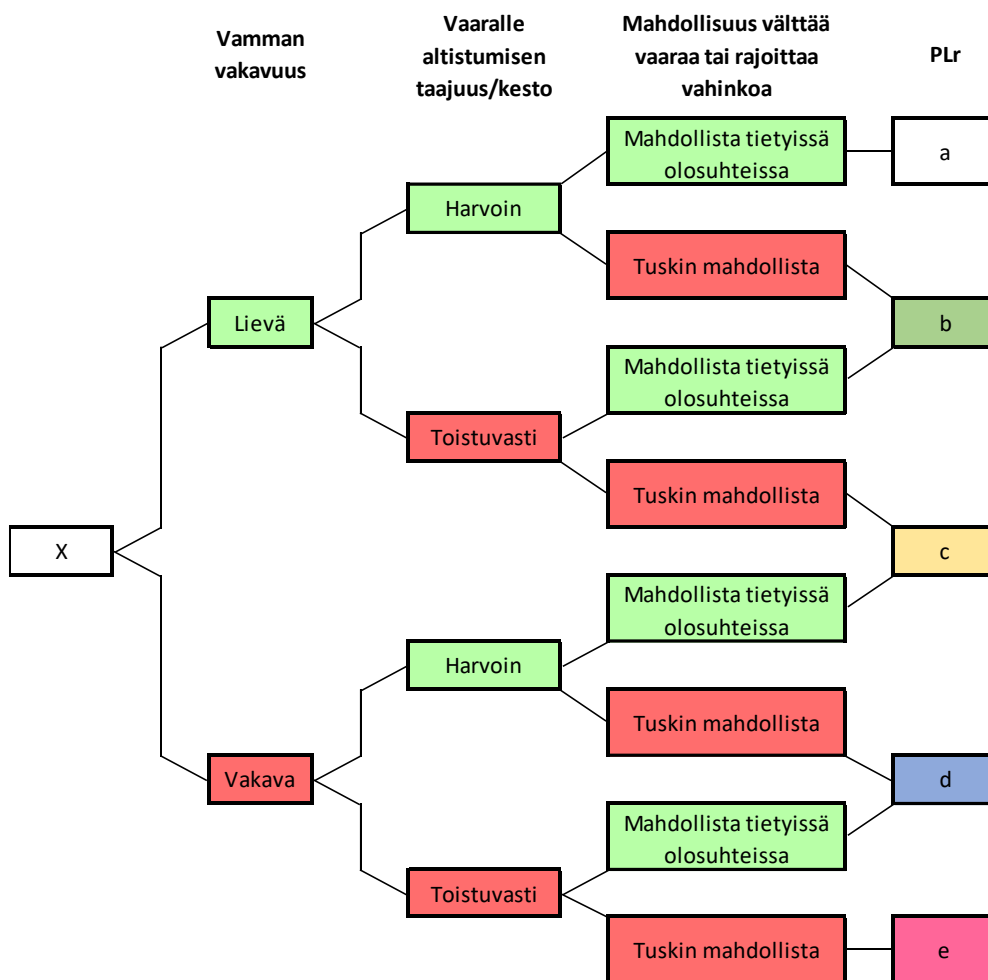 Vamman
vakavuus
Vaaralle
altistumisen
taajuus/kesto
Mahdollisuus välttää
vaaraa tai rajoittaa
vahinkoa
PLr
Mahdollista tietyissä
olosuhteissa
a
Harvoin
Tuskin mahdollista
Lievä
b
Mahdollista tietyissä
olosuhteissa
Toistuvasti
Tuskin mahdollista
X
c
Mahdollista tietyissä
olosuhteissa
Harvoin
Tuskin mahdollista
Vakava
d
Mahdollista tietyissä
olosuhteissa
Toistuvasti
Tuskin mahdollista
e